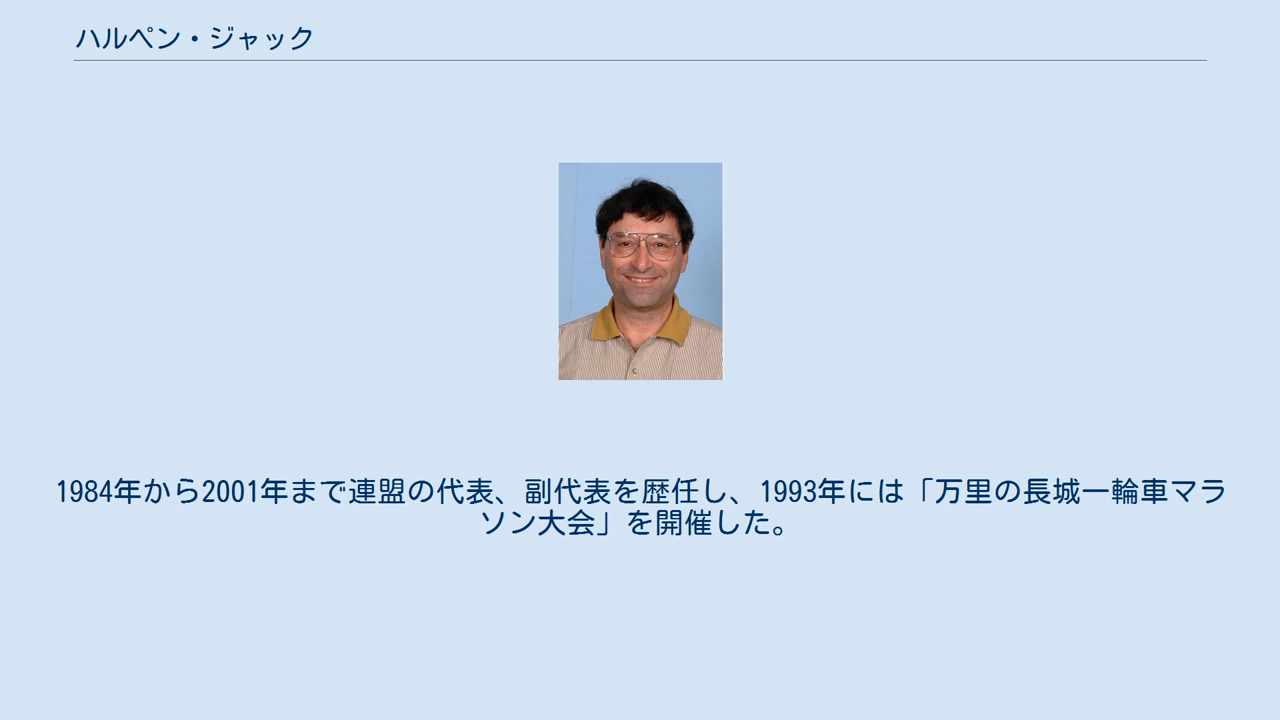 ハルペン・ジャック
1984年から2001年まで連盟の代表、副代表を歴任し、1993年には「万里の長城一輪車マラ
ソン大会」を開催した。